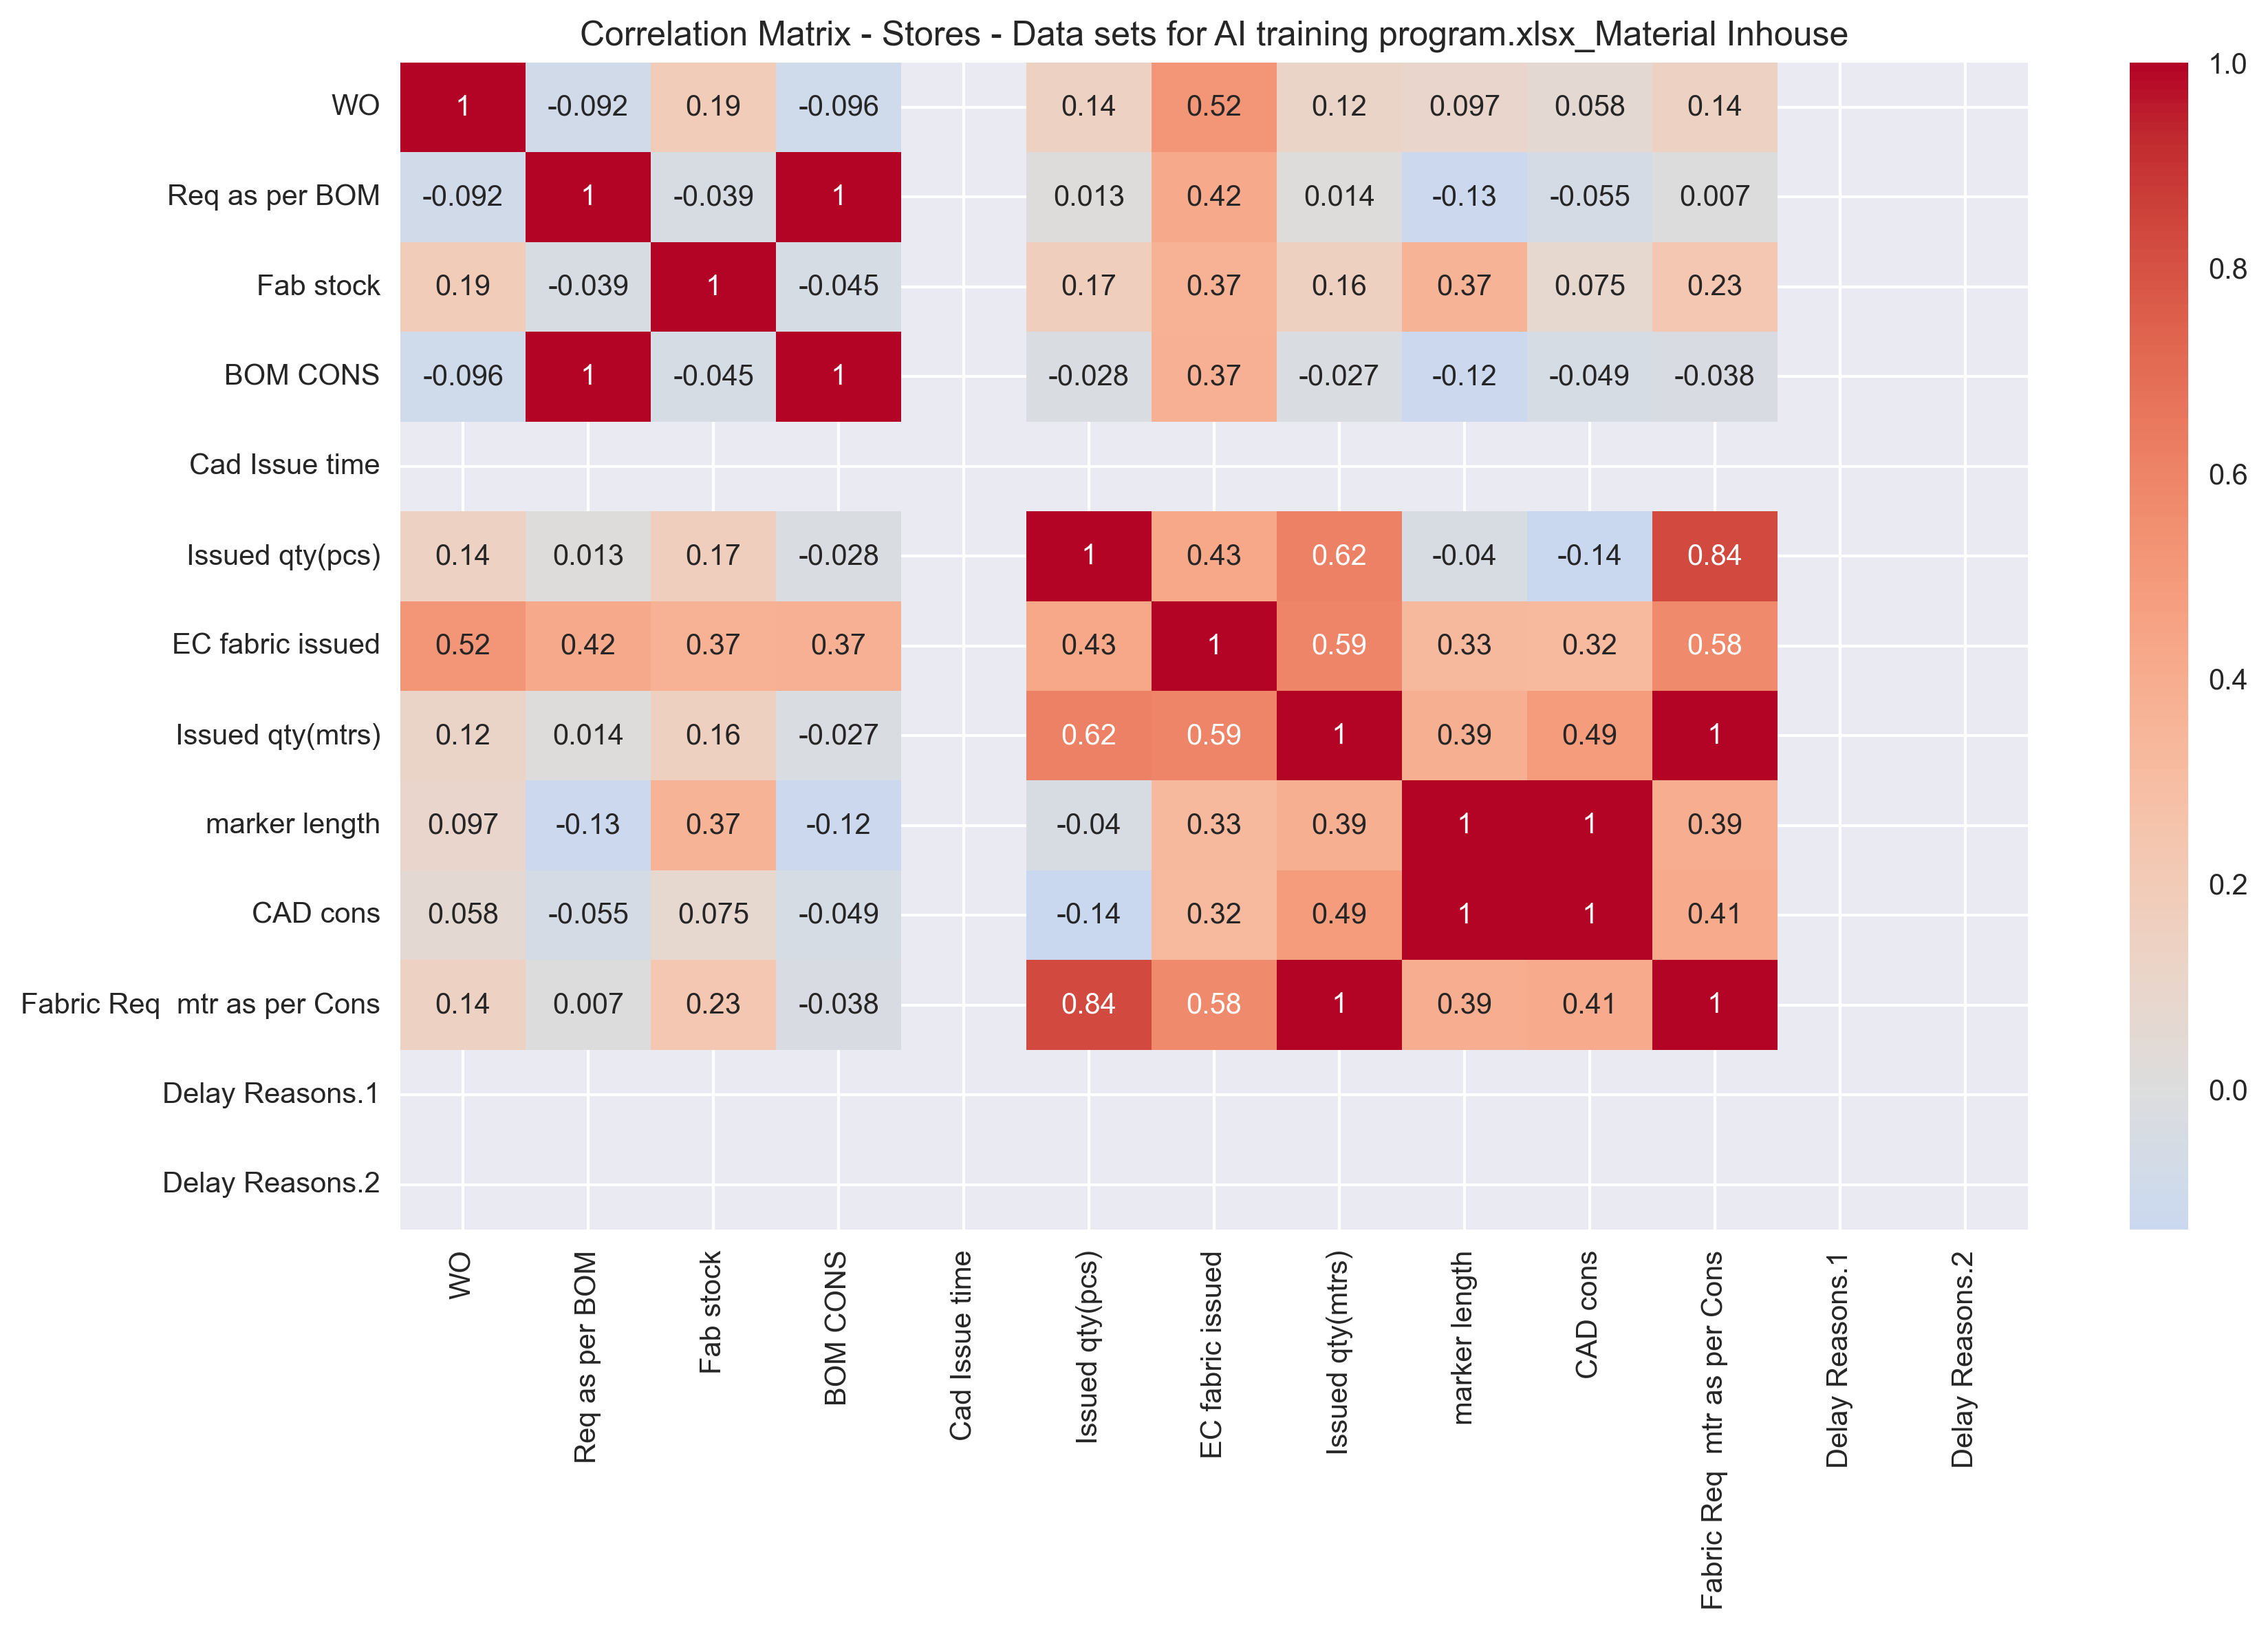 Correlation Matrix - Stores - Data sets for AI training program.xlsx_Material Inhouse
WO 1 -0.092 0.19 -0.096 0.14 0.52 0.12 0.097 0.058 0.14
Req as per BOM -0.092 1 -0.039 1 0.013 0.42 0.014 -0.13 -0.055 0.007
Fab stock 0.19 -0.039 1 -0.045 0.17 0.37 0.16 0.37 0.075 0.23
BOM CONS -0.096 1 -0.045 1 -0.028 0.37 -0.027 -0.12 -0.049 -0.038
Cad Issue time
Issued qty(pcs) 0.14 0.013 0.17 -0.028 1 0.43 0.62 -0.04 -0.14 0.84
EC fabric issued 0.52 0.42 0.37 0.37 0.43 1 0.59 0.33 0.32 0.58
Issued qty(mtrs) 0.12 0.014 0.16 -0.027 0.62 0.59 1 0.39 0.49 1
marker length 0.097 -0.13 0.37 -0.12 -0.04 0.33 0.39 1 1 0.39
CAD cons 0.058 -0.055 0.075 -0.049 -0.14 0.32 0.49 1 1 0.41
Fabric Req  mtr as per Cons 0.14 0.007 0.23 -0.038 0.84 0.58 1 0.39 0.41 1
Delay Reasons.1
Delay Reasons.2
WO
Req as per BOM
Fab stock
BOM CONS
Cad Issue time
Issued qty(pcs)
EC fabric issued
Issued qty(mtrs)
marker length
CAD cons
Fabric Req  mtr as per Cons
Delay Reasons.1
Delay Reasons.2
1.0
0.8
0.6
0.4
0.2
0.0